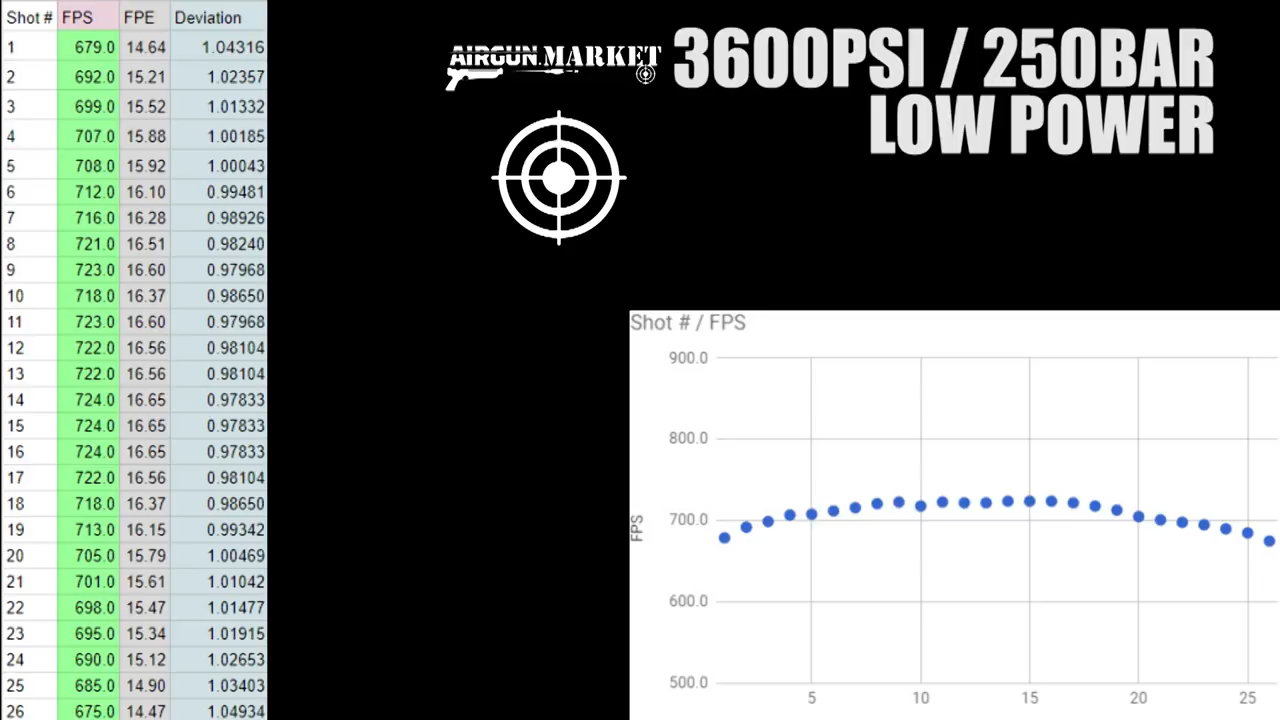 Shot # FPS FPE Deviation
1 679.0 14.64 1.04316
2 692.0 15.21 1.02357
3 699.0 15.52 1.01332
4 707.0 15.88 1.00185
5 708.0 15.92 1.00043
6 712.0 16.10 0.99481
7 716.0 16.28 0.98926
8 721.0 16.51 0.98240
9 723.0 16.60 0.97968
10 718.0 16.37 0.98650
11 723.0 16.60 0.97968
12 722.0 16.56 0.98104
13 722.0 16.56 0.98104
14 724.0 16.65 0.97833
15 724.0 16.65 0.97833
16 724.0 16.65 0.97833
17 722.0 16.56 0.98104
18 718.0 16.37 0.98650
19 713.0 16.15 0.99342
20 705.0 15.79 1.00469
21 701.0 15.61 1.01042
22 698.0 15.47 1.01477
23 695.0 15.34 1.01915
24 690.0 15.12 1.02653
25 685.0 14.90 1.03403
26 675.0 14.47 1.04934
AIRGUN.MARKET
3600PSI / 250BAR
LOW POWER
Shot # / FPS
900.0
800.0
700.0
600.0
500.0
FPS
5 10 15 20 25